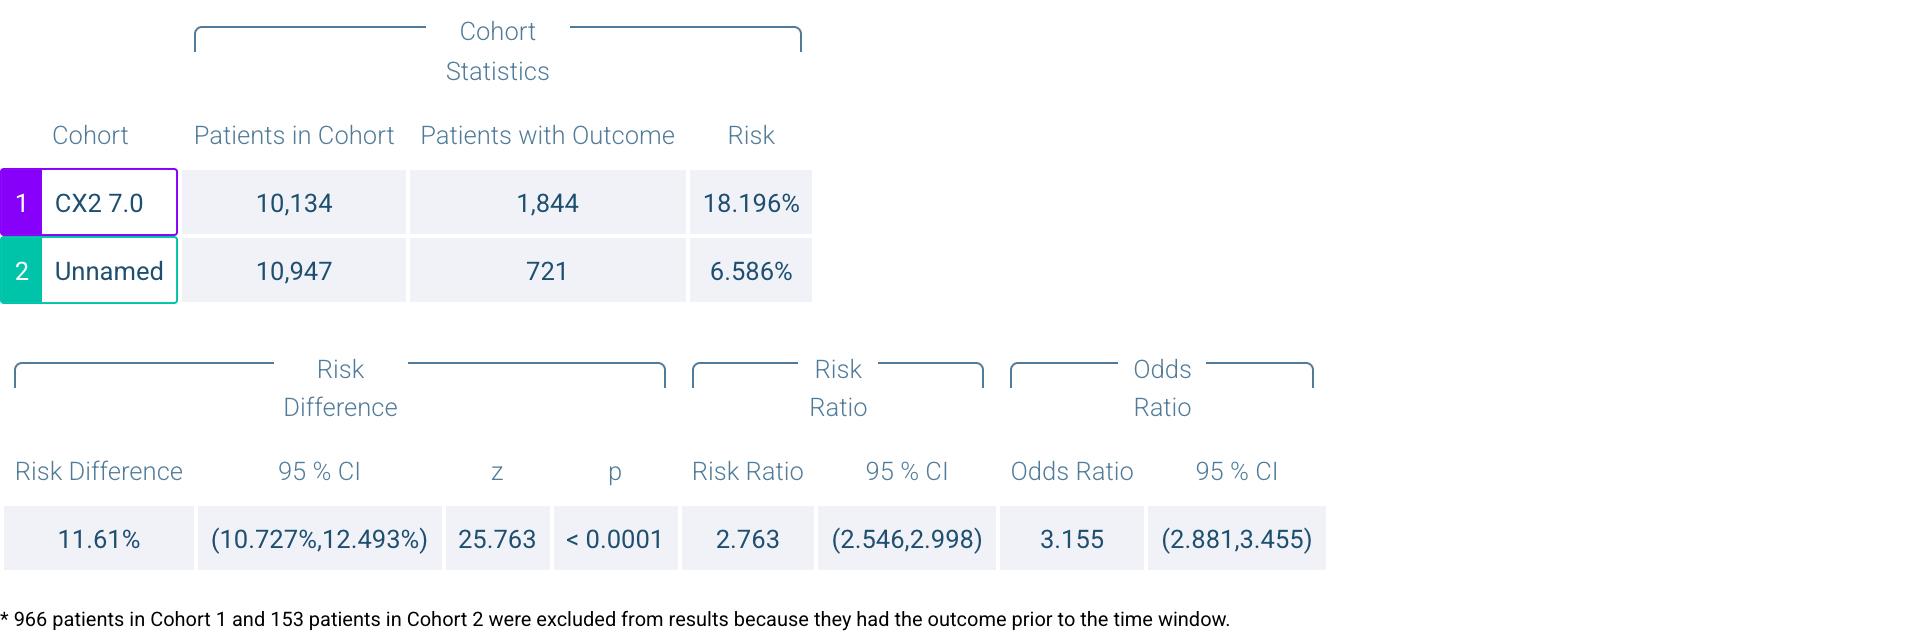 Cohort
Statistics
Cohort Patients in Cohort Patients with Outcome Risk
1 CX2 7.0 10,134 1,844 18.196%
2 Unnamed 10,947 721 6.586%
Risk Risk Odds
Difference Ratio Ratio
Risk Difference 95 % CI z p Risk Ratio 95 % CI Odds Ratio 95 % CI
11.61% (10.727%,12.493%) 25.763 < 0.0001 2.763 (2.546,2.998) 3.155 (2.881,3.455)
* 966 patients in Cohort 1 and 153 patients in Cohort 2 were excluded from results because they had the outcome prior to the time window.